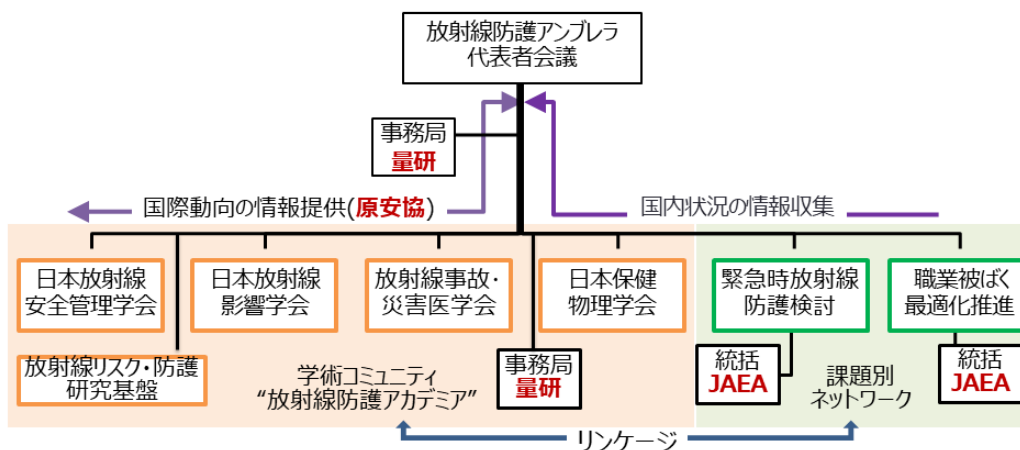 放射線防護アンブレラ
代表者会議
事務局
量研
国際動向の情報提供(原安協)
国内状況の情報収集
日本放射線
安全管理学会
日本放射線
影響学会
放射線事故・
災害医学会
日本保健
物理学会
緊急時放射線
防護検討
職業被ばく
最適化推進
放射線リスク・防護
研究基盤
学術コミュニティ
“放射線防護アカデミア”
事務局
量研
統括
JAEA
課題別
ネットワーク
統括
JAEA
リンケージ